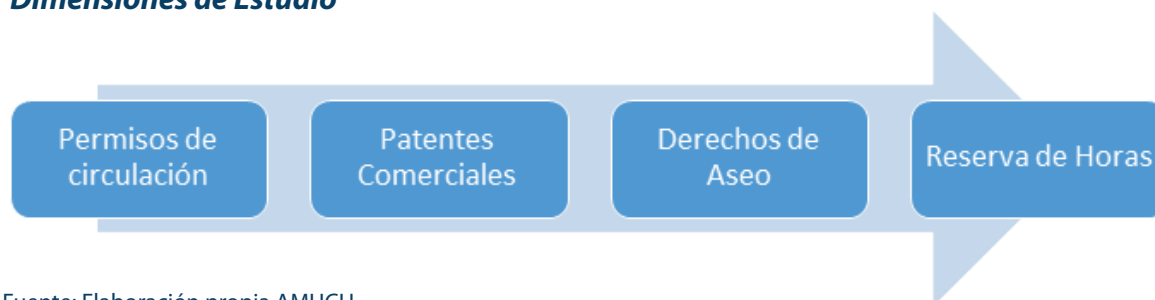 Dimensiones de Estudio
Permisos de
circulación
Patentes
Comerciales
Derechos de
Aseo
Reserva de Horas
Fuente: Elaboración propia AMUCH